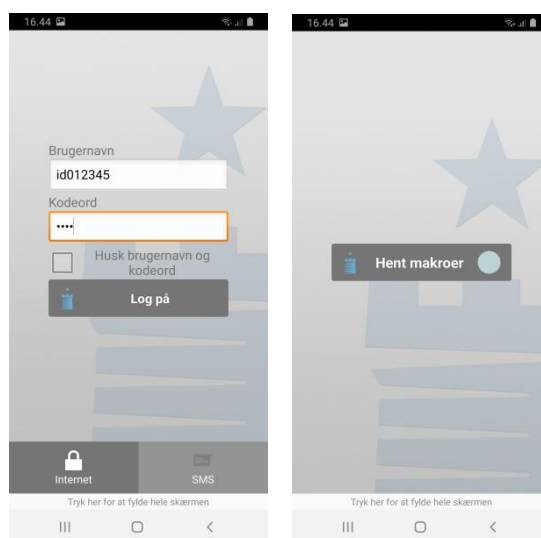 16.44
Brugernavn
id012345
Kodeord
••••
Husk brugernavn og
kodeord
Log på
Internet
SMS
Tryk her for at fylde hele skærmen
16.44
Hent makroer
Tryk her for at fylde hele skærmen